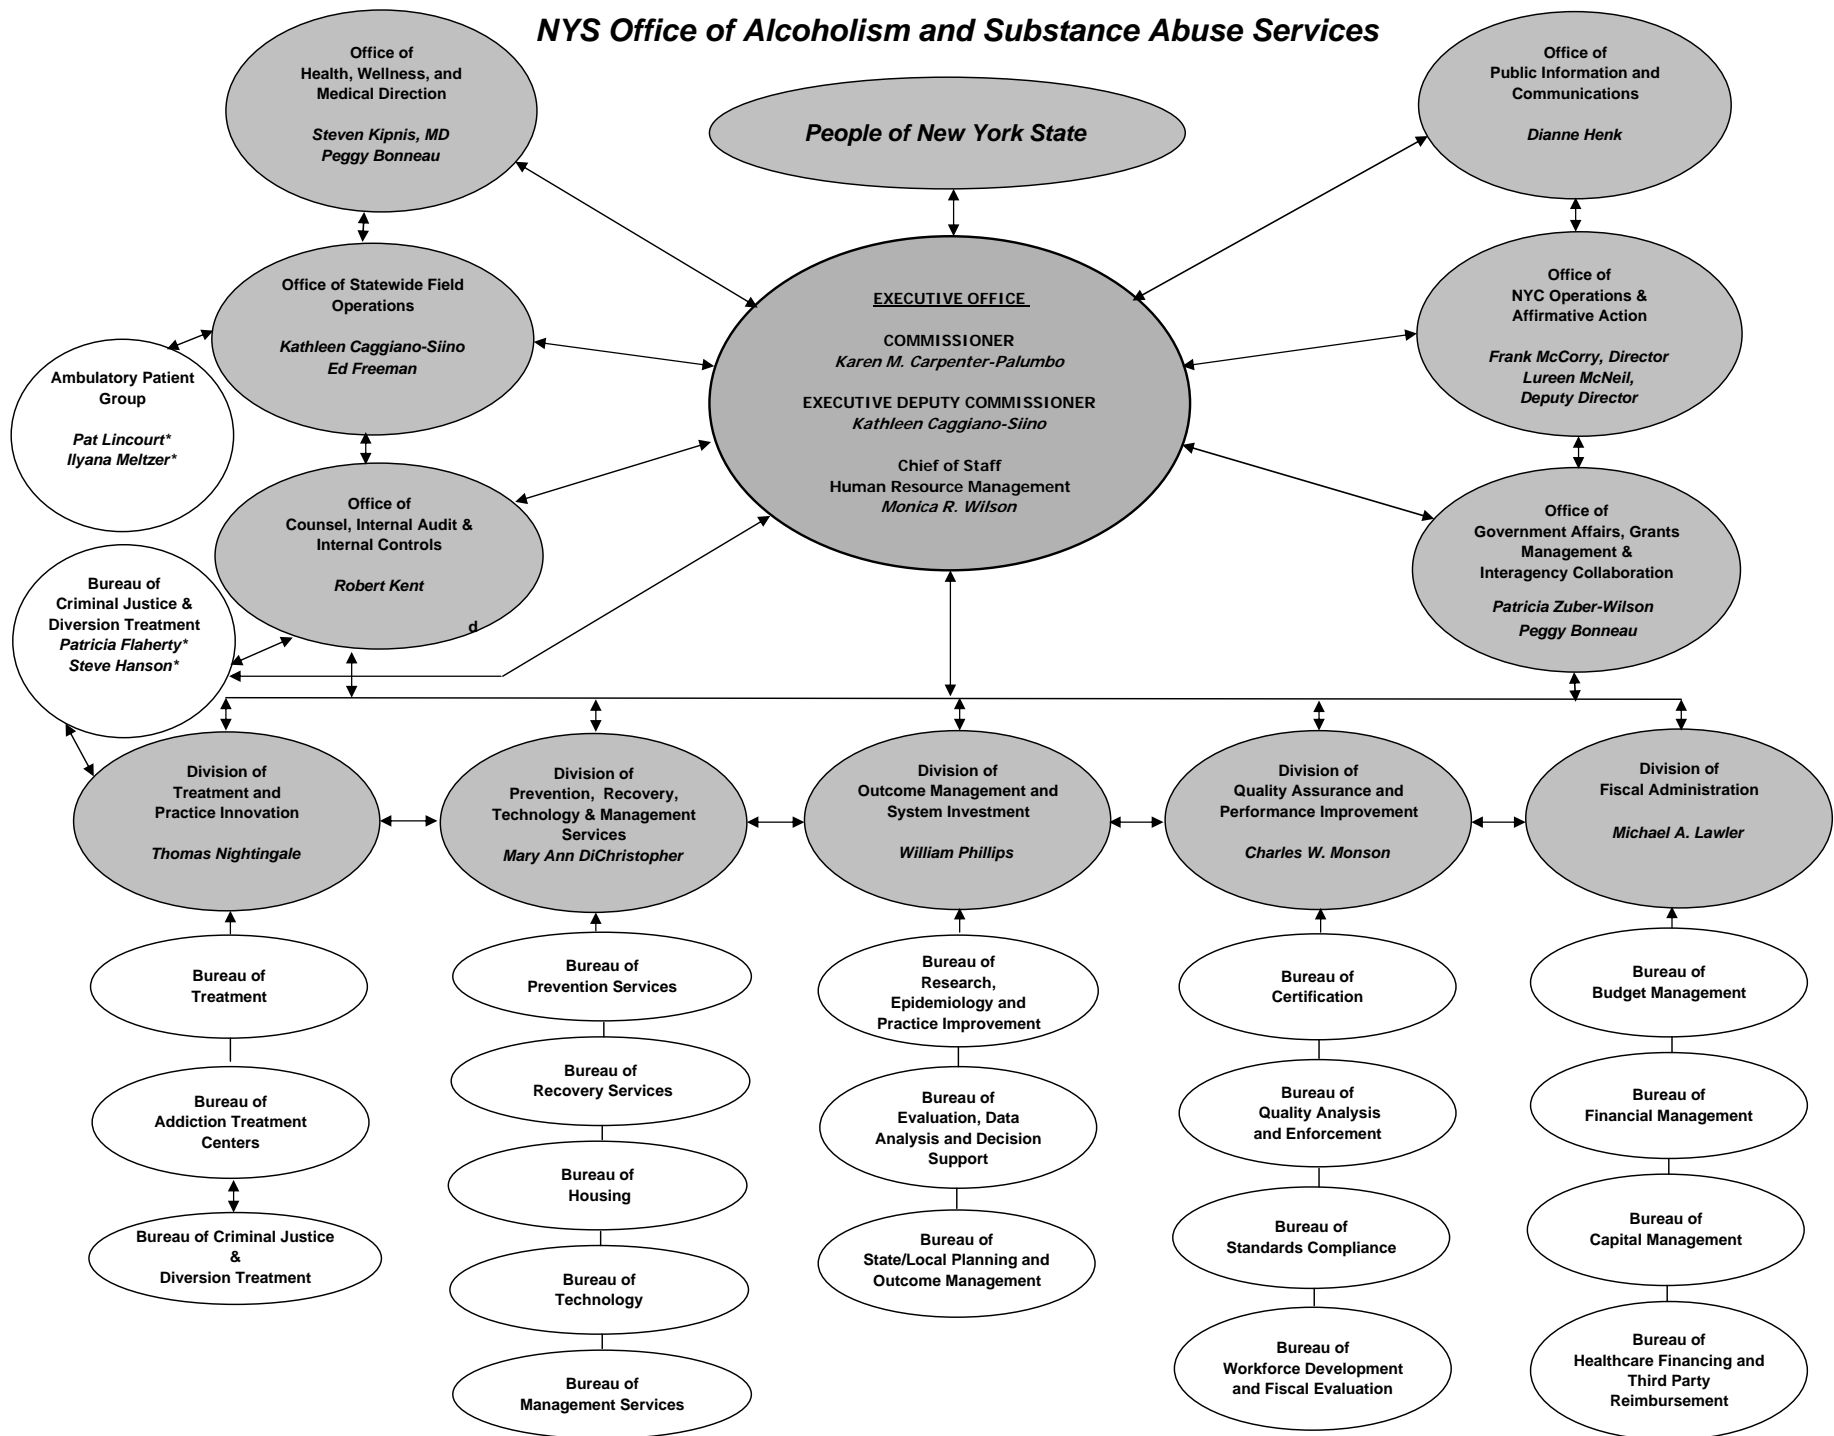 NYS Office of Alcoholism and Substance Abuse Services
Office of
Health, Wellness, and
Medical Direction
Steven Kipnis, MD
Peggy Bonneau
People of New York State
Office of
Public Information and
Communications
Dianne Henk
Office of Statewide Field
Operations
Kathleen Caggiano-Siino
Ed Freeman
EXECUTIVE OFFICE
COMMISSIONER
Karen M. Carpenter-Palumbo
EXECUTIVE DEPUTY COMMISSIONER
Kathleen Caggiano-Siino
Chief of Staff
Human Resource Management
Monica R. Wilson
Office of
NYC Operations &
Affirmative Action
Frank McCorry, Director
Lureen McNeil,
Deputy Director
Ambulatory Patient
Group
Pat Lincourt*
Ilyana Meltzer*
Office of
Counsel, Internal Audit &
Internal Controls
Robert Kent
d
Office of
Government Affairs, Grants
Management &
Interagency Collaboration
Patricia Zuber-Wilson
Peggy Bonneau
Bureau of
Criminal Justice &
Diversion Treatment
Patricia Flaherty*
Steve Hanson*
Division of
Treatment and
Practice Innovation
Thomas Nightingale
Division of
Prevention, Recovery,
Technology & Management
Services
Mary Ann DiChristopher
Division of
Outcome Management and
System Investment
William Phillips
Division of
Quality Assurance and
Performance Improvement
Charles W. Monson
Division of
Fiscal Administration
Michael A. Lawler
Bureau of
Treatment
Bureau of
Addiction Treatment
Centers
Bureau of Criminal Justice
&
Diversion Treatment
Bureau of
Prevention Services
Bureau of
Recovery Services
Bureau of
Housing
Bureau of
Technology
Bureau of
Management Services
Bureau of
Research,
Epidemiology and
Practice Improvement
Bureau of
Evaluation, Data
Analysis and Decision
Support
Bureau of
State/Local Planning and
Outcome Management
Bureau of
Certification
Bureau of
Quality Analysis
and Enforcement
Bureau of
Standards Compliance
Bureau of
Workforce Development
and Fiscal Evaluation
Bureau of
Budget Management
Bureau of
Financial Management
Bureau of
Capital Management
Bureau of
Healthcare Financing and
Third Party
Reimbursement